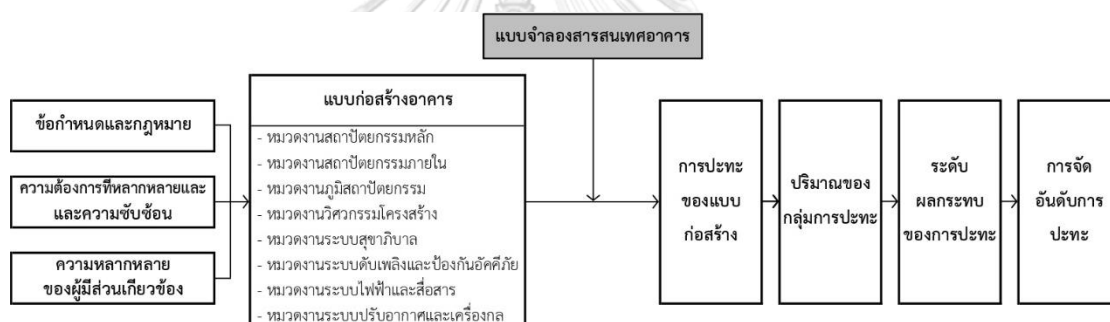 แบบจำลองสารสนเทศอาคาร
ข้อกำหนดและกฎหมาย
ความต้องการที่หลากหลายและ
และความซับซ้อน
ความหลากหลาย
ของผู้มีส่วนเกี่ยวข้อง
แบบก่อสร้างอาคาร
- หมวดงานสถาปัตยกรรมหลัก
- หมวดงานสถาปัตยกรรมภายใน
- หมวดงานภูมิสถาปัตยกรรม
- หมวดงานวิศวกรรมโครงสร้าง
- หมวดงานระบบสุขาภิบาล
- หมวดงานระบบดับเพลิงและป้องกันอัคคีภัย
- หมวดงานระบบไฟฟ้าและสื่อสาร
- หมวดงานระบบปรับอากาศและเครื่องกล
การปะทะ
ของแบบ
ก่อสร้าง
ปริมาณของ
กลุ่มการปะทะ
ระดับ
ผลกระทบ
ของการปะทะ
การจัด
อันดับการ
ปะทะ